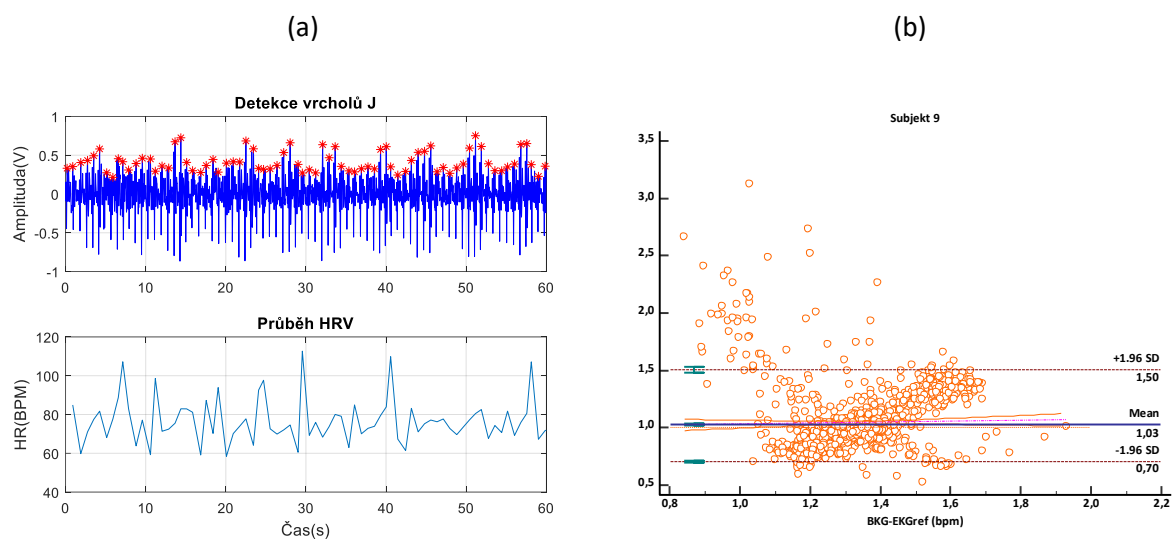 (a)
(b)
Detekce vrcholů J
Amplituda(V)
1
0.5
0
-0.5
-1
0 10 20 30 40 50 60
Průběh HRV
HR(BPM)
120
100
80
60
40
0 10 20 30 40 50 60
Čas(s)
Subjekt 9
3,5
3,0
2,5
2,0
1,5
1,0
0,5
+1.96 SD
1,50
Mean
1,03
-1.96 SD
0,70
0,8 1,0 1,2 1,4 1,6 1,8 2,0 2,2
BKG-EKGref (bpm)